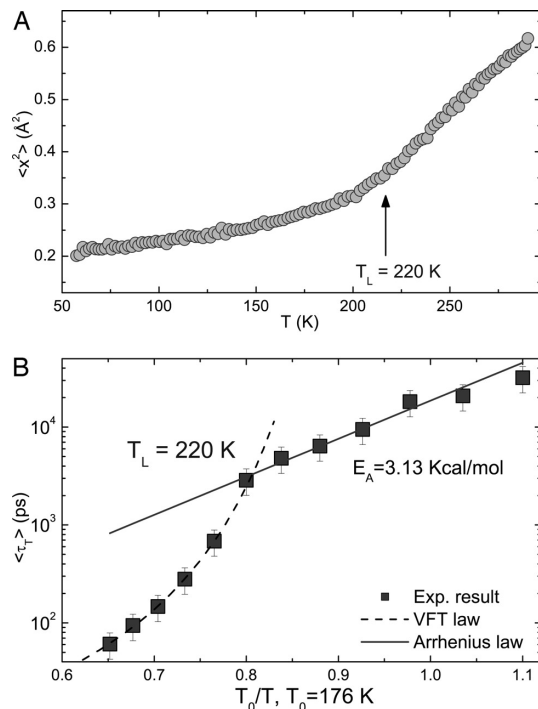 A
0.6
0.5
0.4
0.3
0.2
<x²> (Å²)
T_L = 220 K
50 100 150 200 250
T (K)
B
10⁴
10³
10²
<τ_T> (ps)
T_L = 220 K
E_A=3.13 Kcal/mol
Exp. result
VFT law
Arrhenius law
0.6 0.7 0.8 0.9 1.0 1.1
T₀/T, T₀=176 K